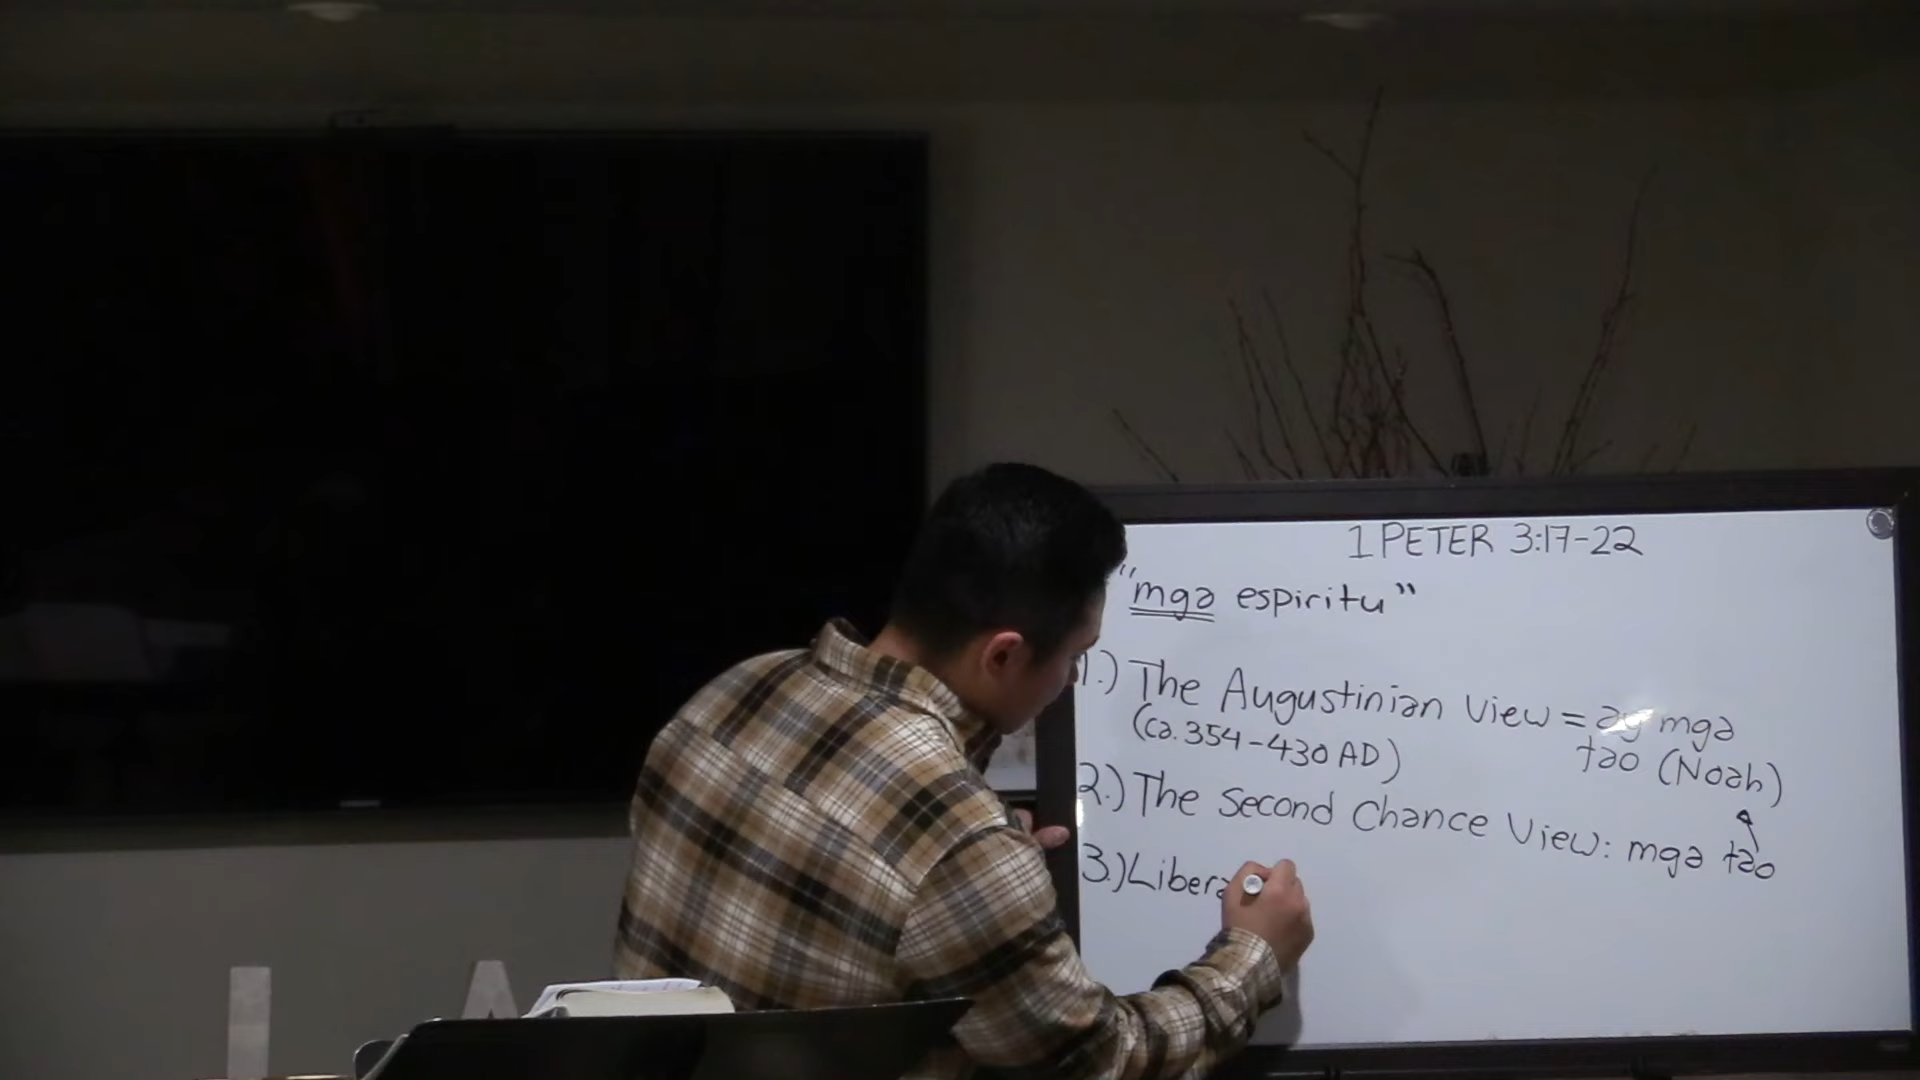 1 PETER 3:17-22
"mga espiritu"
1.) The Augustinian View = ay mga
tao (Noah)
(ca. 354-430 AD)
2.) The Second Chance View: mga tao
3.) Libera